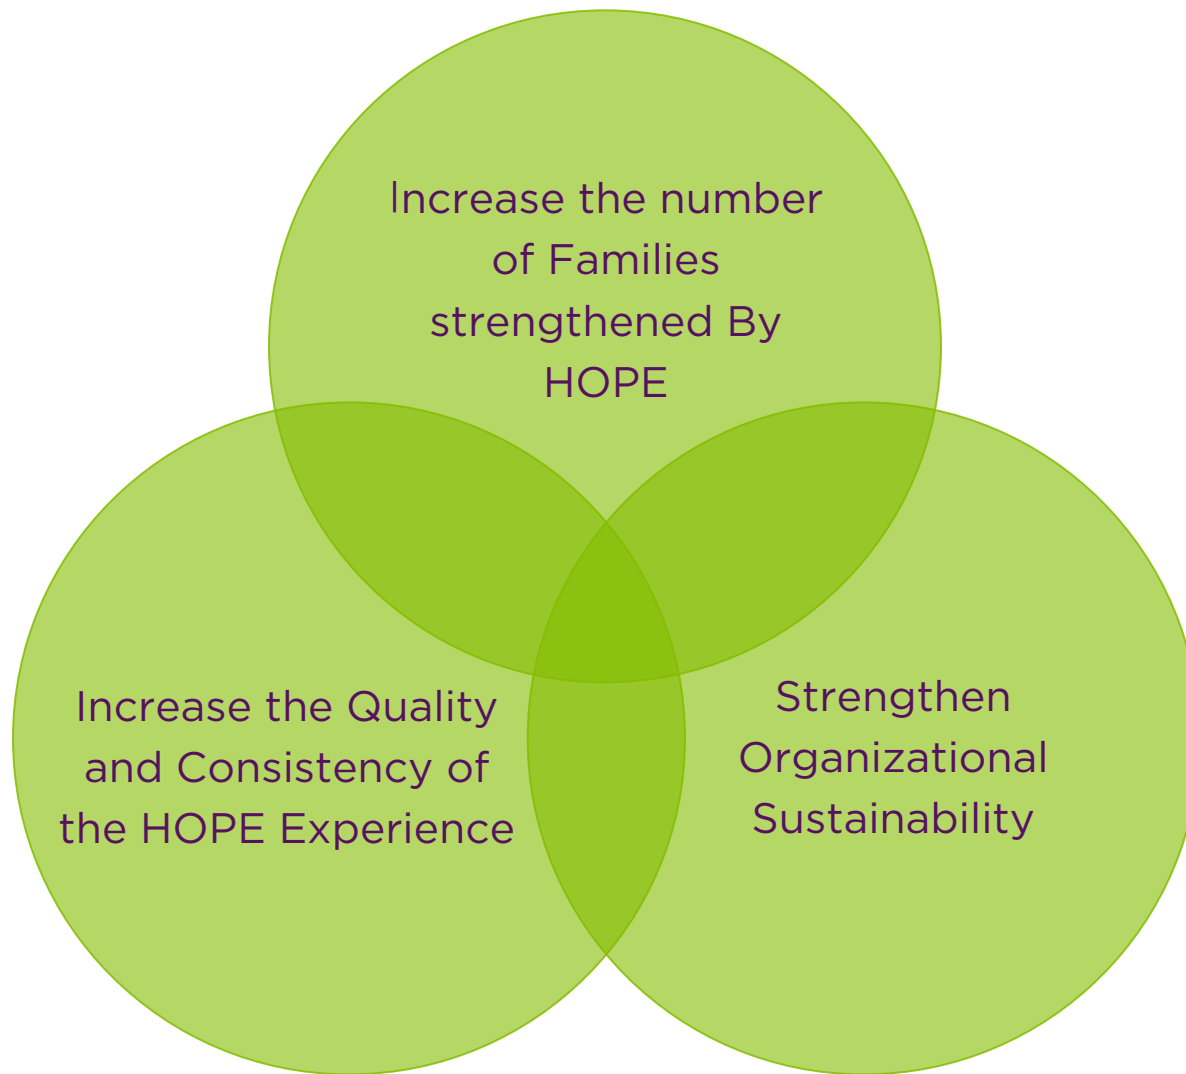 Increase the number
of Families
strengthened By
HOPE
Increase the Quality
and Consistency of
the HOPE Experience
Strengthen
Organizational
Sustainability